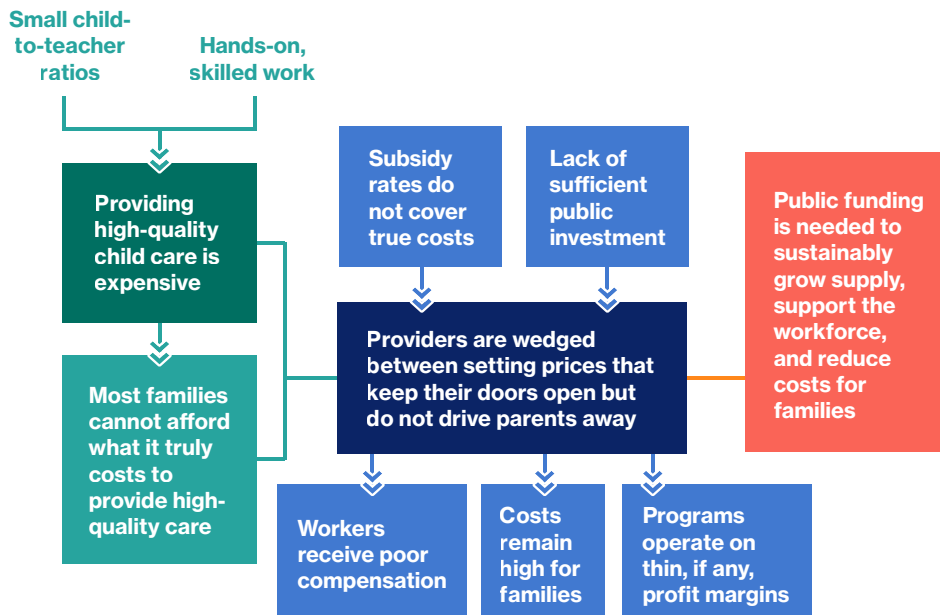 Small child-
to-teacher
ratios
Hands-on,
skilled work
Providing
high-quality
child care is
expensive
Subsidy
rates do
not cover
true costs
Lack of
sufficient
public
investment
Public funding
is needed to
sustainably
grow supply,
support the
workforce,
and reduce
costs for
families
Providers are wedged
between setting prices that
keep their doors open but
do not drive parents away
Most families
cannot afford
what it truly
costs to
provide high-
quality care
Workers
receive poor
compensation
Costs
remain
high for
families
Programs
operate on
thin, if any,
profit margins